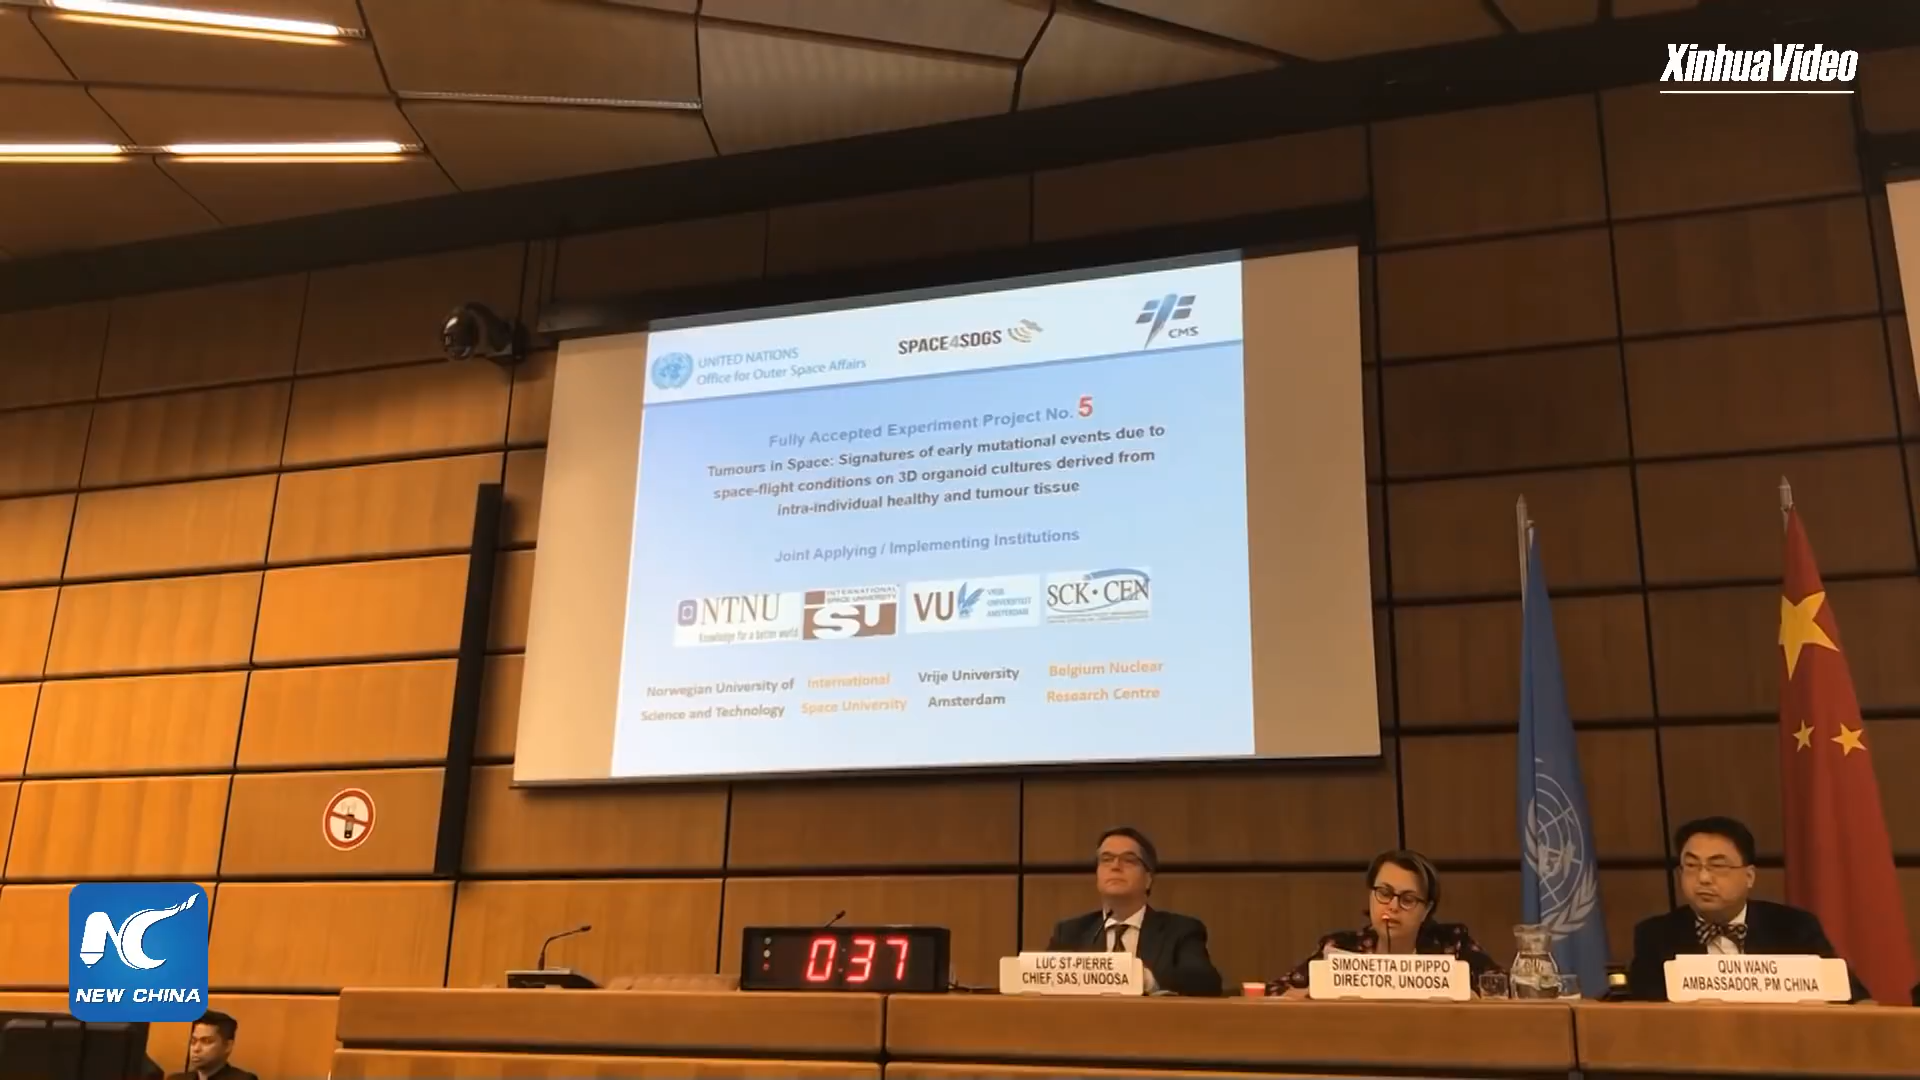 XinhuaVideo
UNITED NATIONS
Office for Outer Space Affairs
SPACE4SDGS
CMS
Fully Accepted Experiment Project No. 5
Tumours in Space: Signatures of early mutational events due to
space-flight conditions on 3D organoid cultures derived from
intra-individual healthy and tumour tissue
Joint Applying / Implementing Institutions
NTNU
Knowledge for a better world
INTERNATIONAL
SPACE UNIVERSITY
ISU
VU
VRIJE
UNIVERSITEIT
AMSTERDAM
SCK·CEN
Norwegian University of
Science and Technology
International
Space University
Vrije University
Amsterdam
Belgium Nuclear
Research Centre
0:37
LUC ST-PIERRE
CHIEF, SAS, UNOOSA
SIMONETTA DI PIPPO
DIRECTOR, UNOOSA
QUN WANG
AMBASSADOR, PM CHINA
NC
NEW CHINA